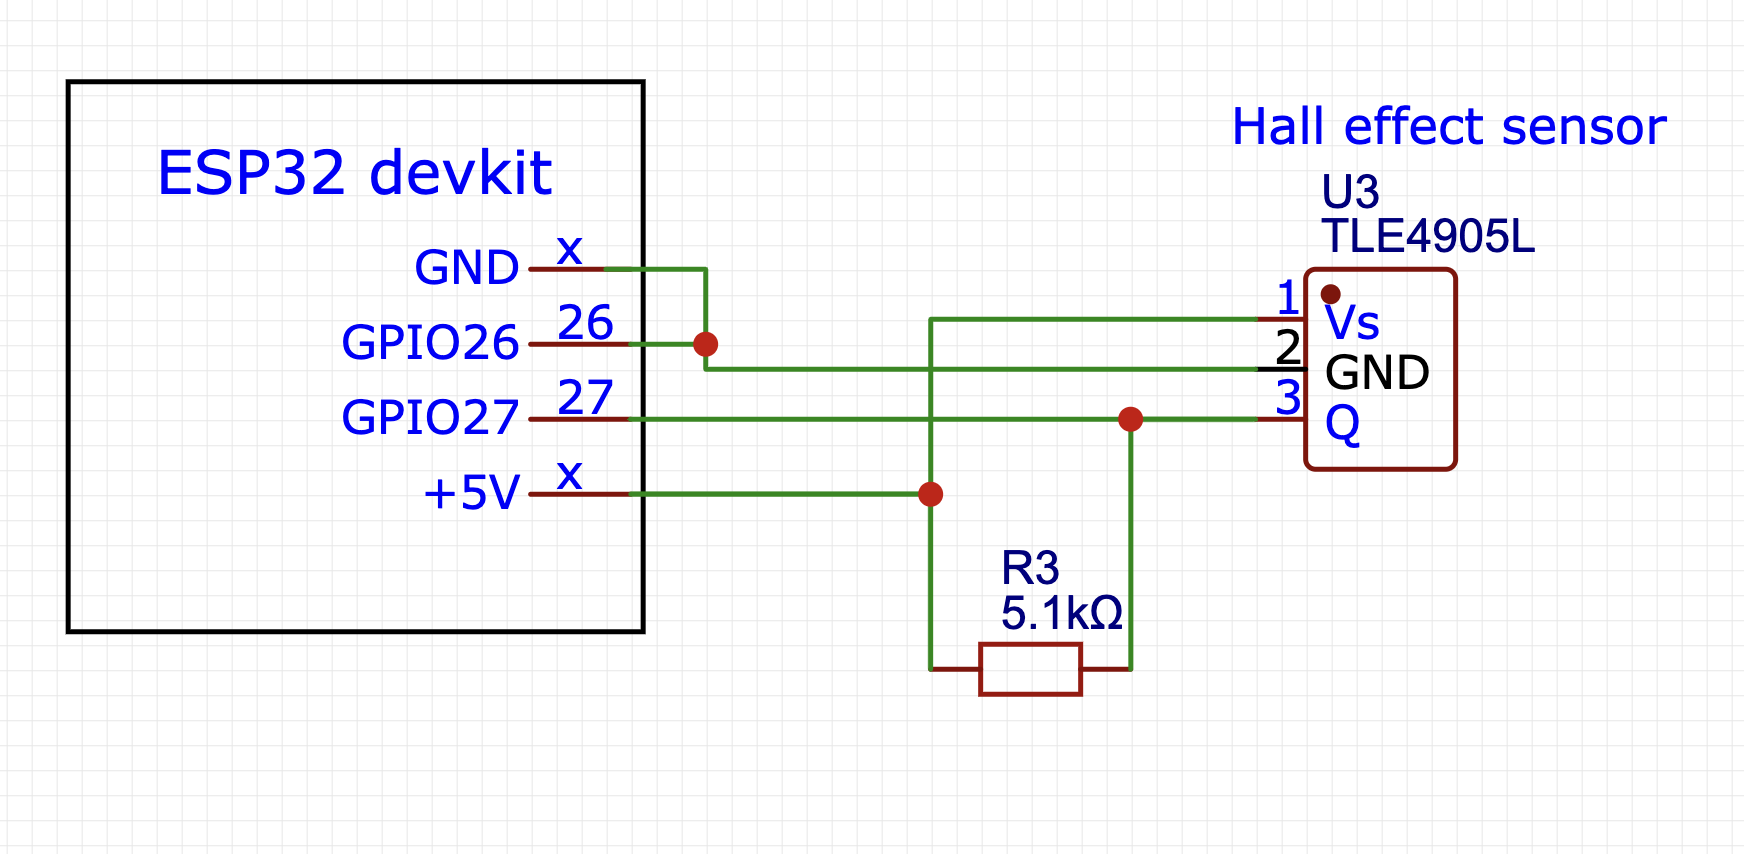 ESP32 devkit
GND x
GPIO26 26
GPIO27 27
+5V x
Hall effect sensor
U3
TLE4905L
1 Vs
2 GND
3 Q
R3
5.1kΩ